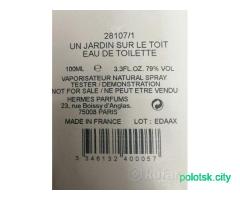 28107/1
UN JARDIN SUR LE TOIT
EAU DE TOILETTE
100ML e 3.3FL.OZ. 79% VOL
VAPORISATEUR NATURAL SPRAY
TESTER / DEMONSTRATION
NOT FOR SALE / NE PEUT ETRE VENDU
HERMES PARFUMS
23, rue Boissy d'Anglas,
75008 PARIS
MADE IN FRANCE LOT : EDAAX
3 346132 400057
polotsk.city